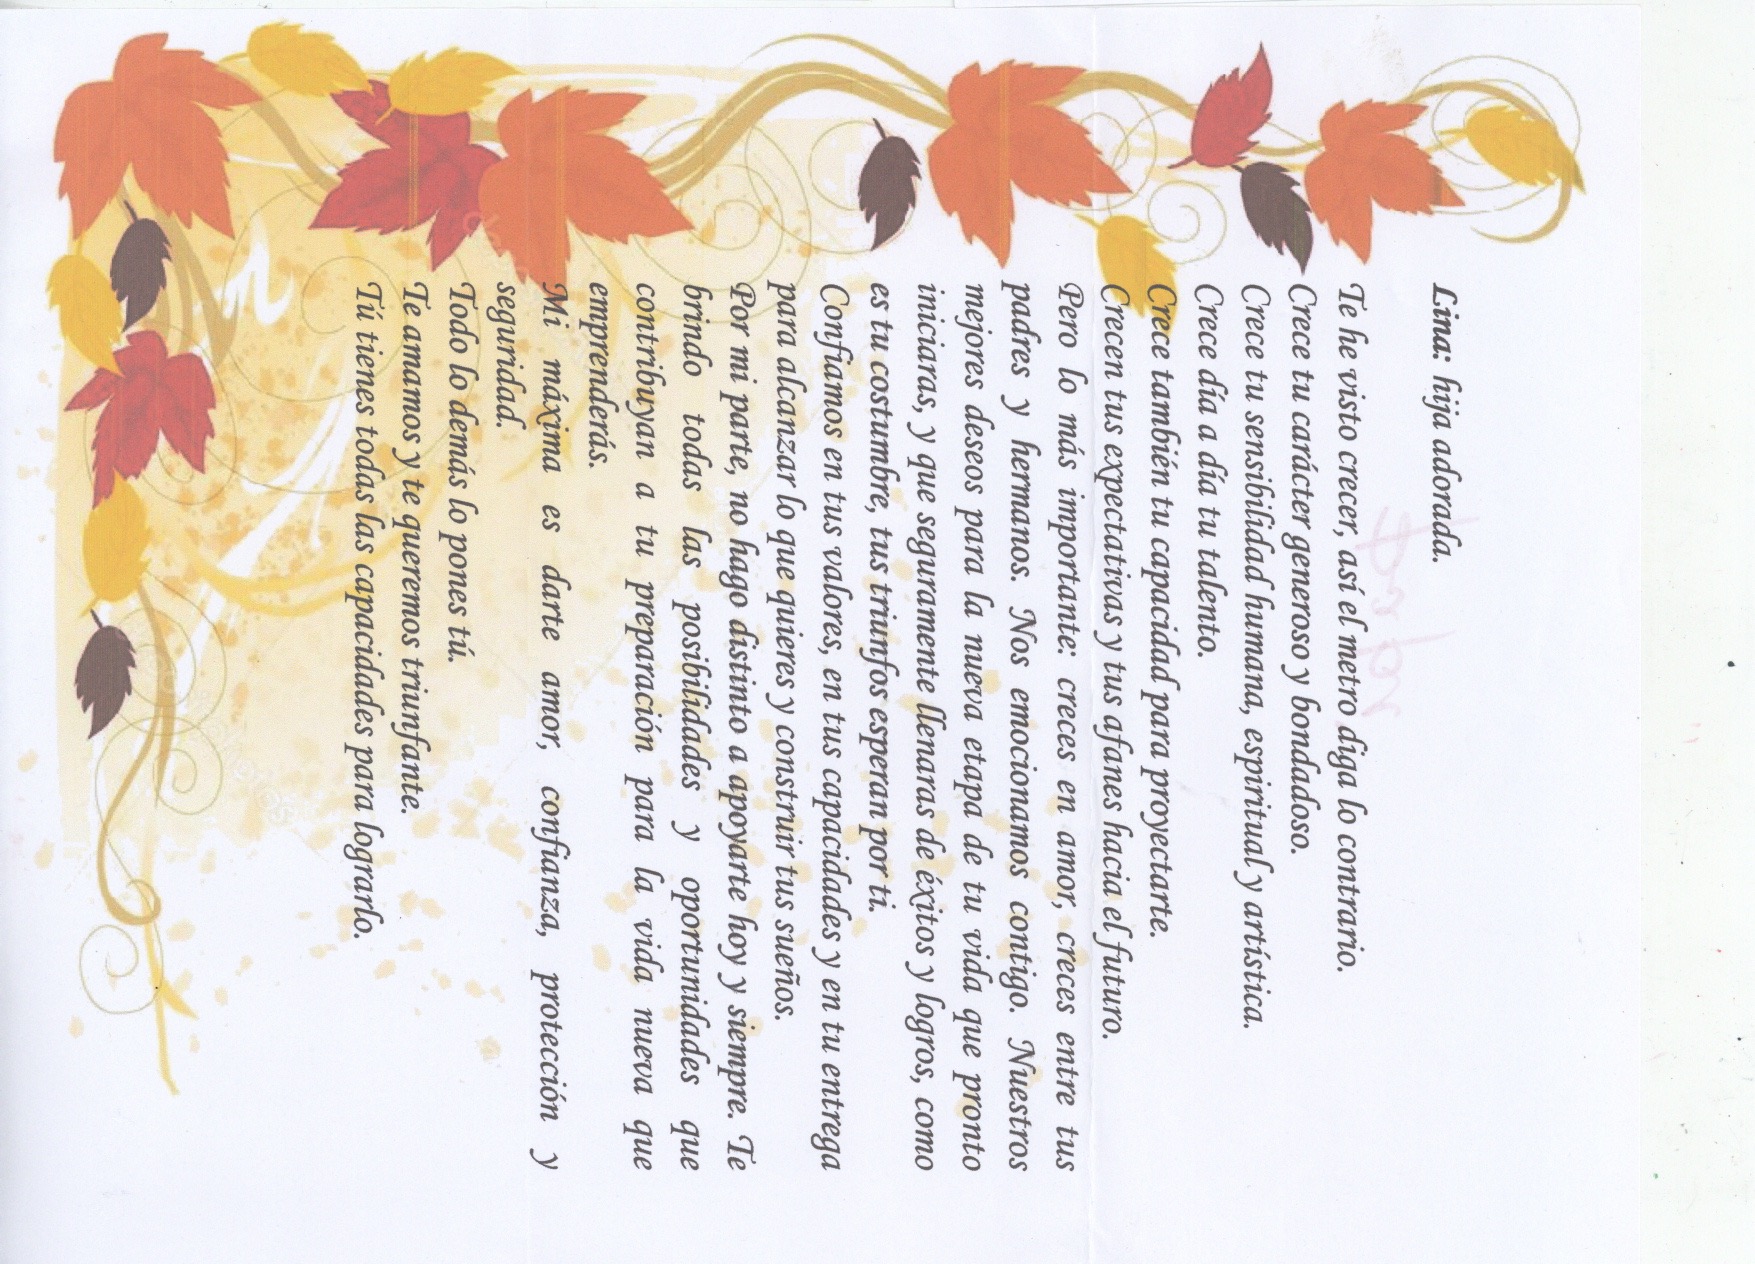 Lina: hija adorada.
Te he visto crecer, así el metro diga lo contrario.
Crece tu carácter generoso y bondadoso.
Crece tu sensibilidad humana, espiritual y artística.
Crece día a día tu talento.
Crece también tu capacidad para proyectarte.
Crecen tus expectativas y tus afanes hacia el futuro.
Pero lo más importante: creces en amor, creces entre tus
padres y hermanos. Nos emocionamos contigo. Nuestros
mejores deseos para la nueva etapa de tu vida que pronto
iniciaras, y que seguramente llenaras de éxitos y logros, como
es tu costumbre, tus triunfos esperan por ti.
Confiamos en tus valores, en tus capacidades y en tu entrega
para alcanzar lo que quieres y construir tus sueños.
Por mi parte, no hago distinto a apoyarte hoy y siempre. Te
brindo todas las posibilidades y oportunidades que
contribuyan a tu preparación para la vida nueva que
emprenderás.
Mi máxima es darte amor, confianza, protección y
seguridad.
Todo lo demás lo pones tú.
Te amamos y te queremos triunfante.
Tú tienes todas las capacidades para lograrlo.